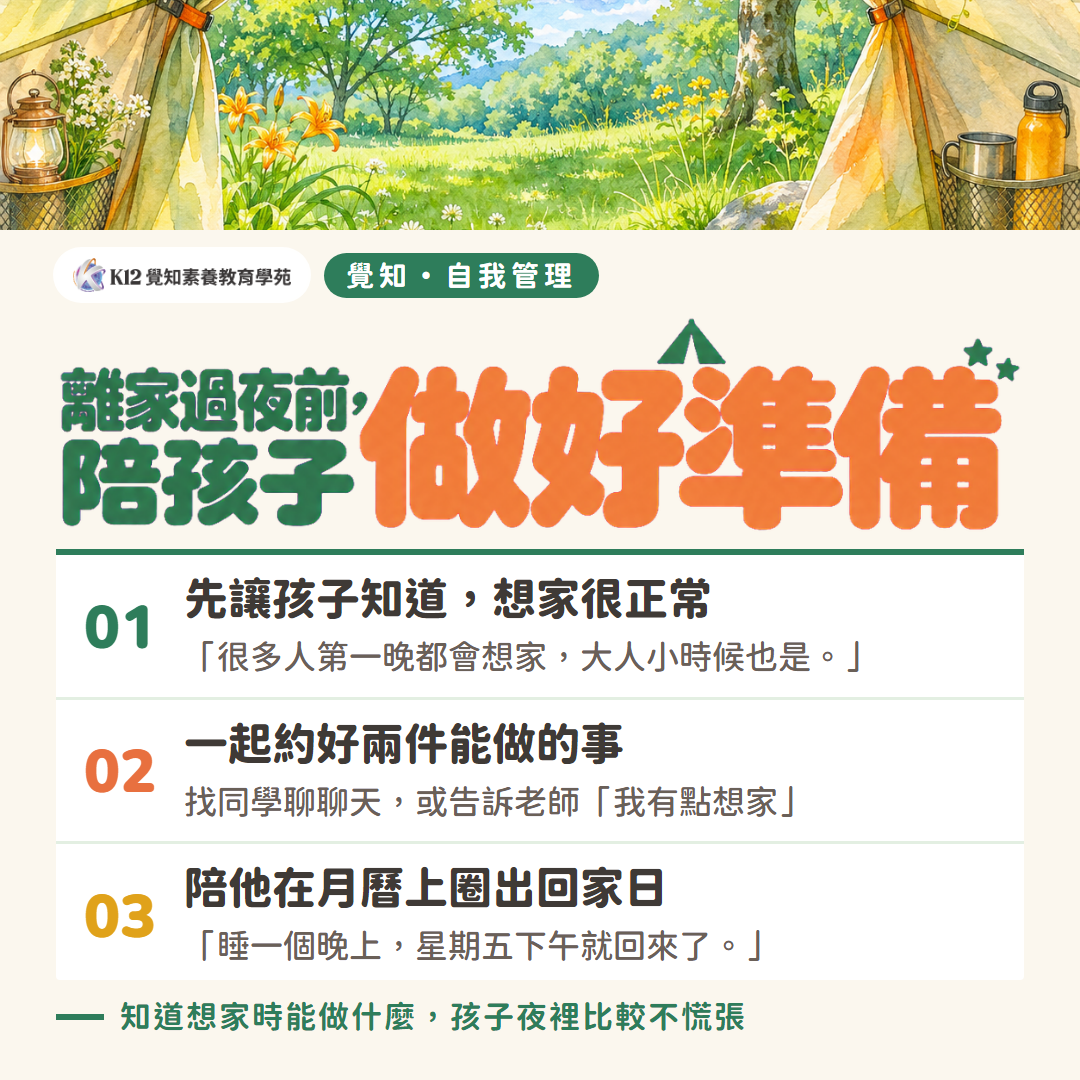 K12 覺知素養教育學苑
覺知・自我管理
離家過夜前,
陪孩子
做好準備
01
先讓孩子知道，想家很正常
「很多人第一晚都會想家，大人小時候也是。」
02
一起約好兩件能做的事
找同學聊聊天，或告訴老師「我有點想家」
03
陪他在月曆上圈出回家日
「睡一個晚上，星期五下午就回來了。」
知道想家時能做什麼，孩子夜裡比較不慌張